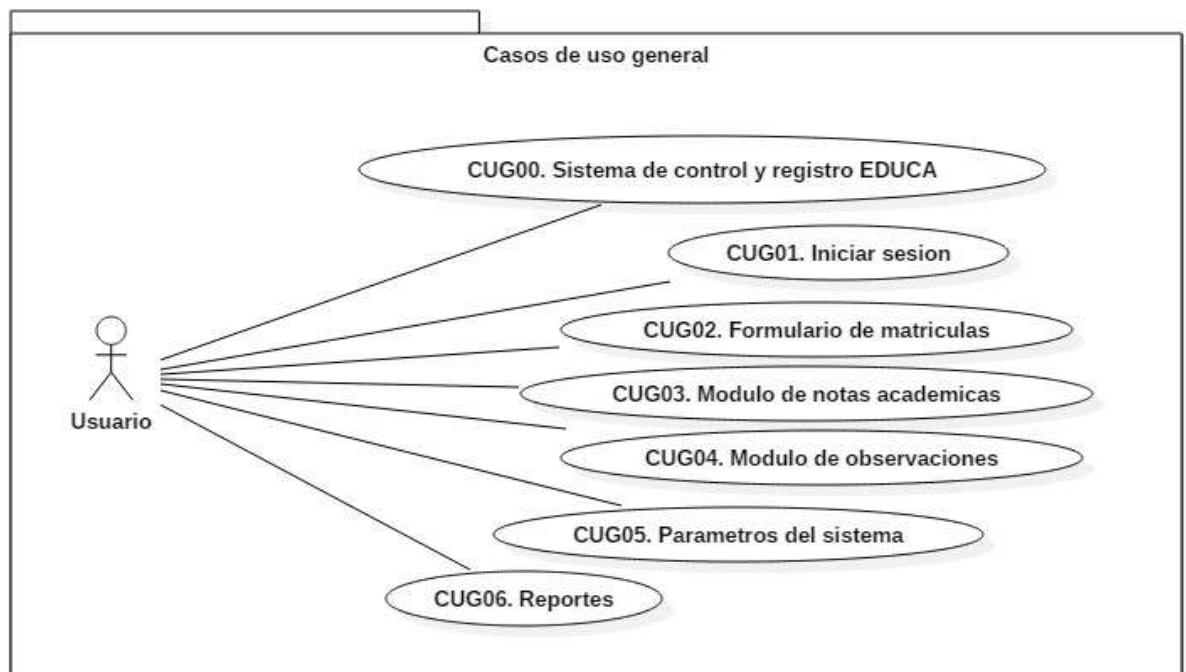 Casos de uso general
CUG00. Sistema de control y registro EDUCA
CUG01. Iniciar sesion
CUG02. Formulario de matriculas
CUG03. Modulo de notas academicas
Usuario
CUG04. Modulo de observaciones
CUG05. Parametros del sistema
CUG06. Reportes